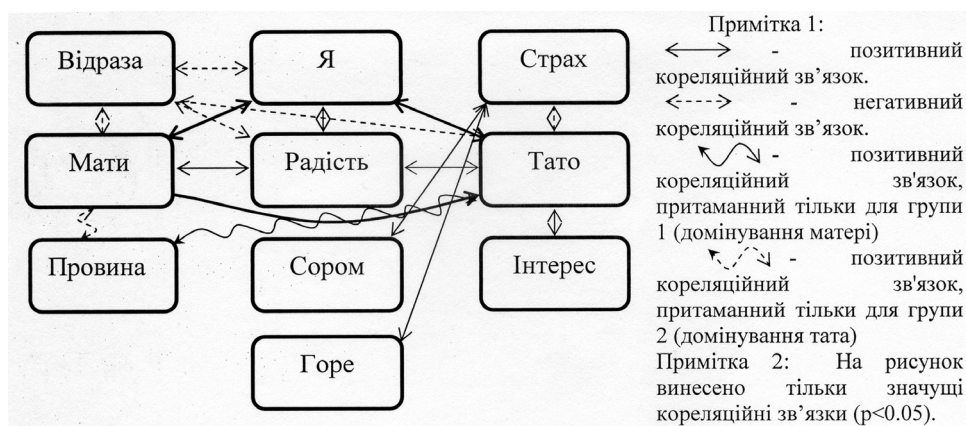 Відраза
Я
Страх
Мати
Радість
Тато
Провина
Сором
Інтерес
Горе
Примітка 1:
- позитивний
кореляційний зв’язок.
- негативний
кореляційний зв’язок.
- позитивний
кореляційний зв'язок,
притаманний тільки для групи
1 (домінування матері)
- позитивний
кореляційний зв'язок,
притаманний тільки для групи
2 (домінування тата)
Примітка 2: На рисунок
винесено тільки значущі
кореляційні зв’язки (p<0.05).